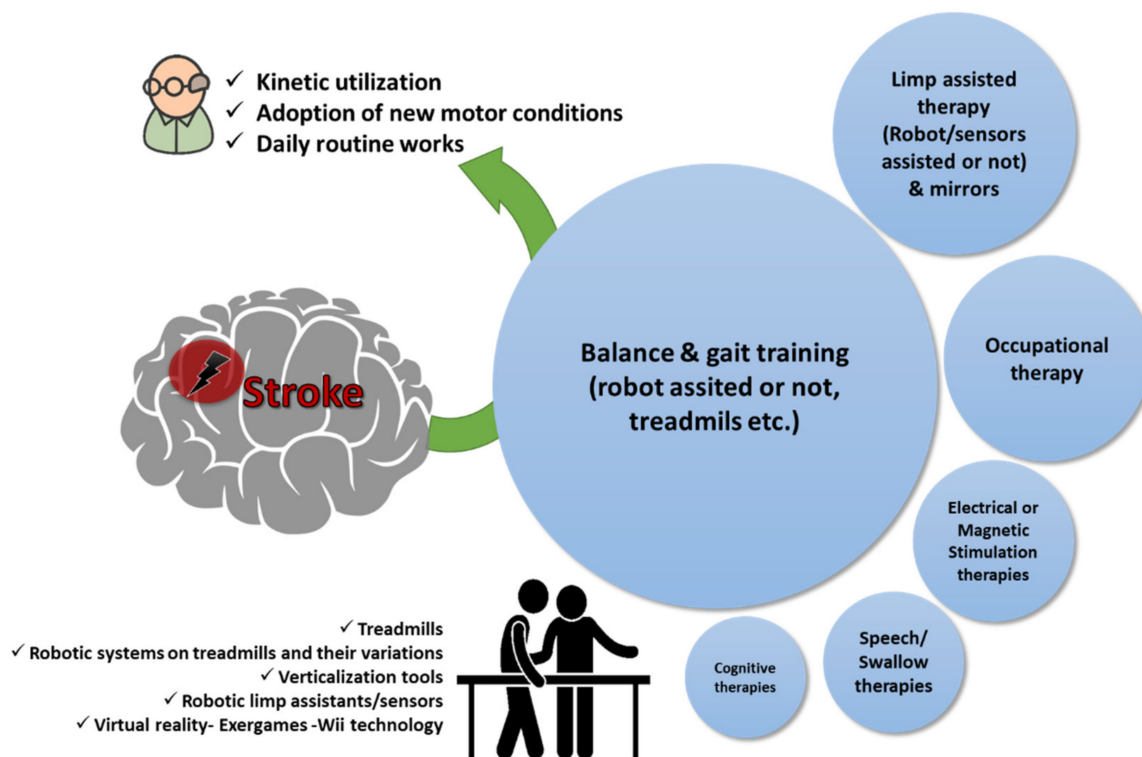 ✓ Kinetic utilization
✓ Adoption of new motor conditions
✓ Daily routine works
Limp assisted
therapy
(Robot/sensors
assisted or not)
& mirrors
Balance & gait training
(robot assited or not,
treadmils etc.)
Occupational
therapy
Stroke
Electrical or
Magnetic
Stimulation
therapies
Speech/
Swallow
therapies
Cognitive
therapies
✓ Treadmills
✓ Robotic systems on treadmills and their variations
✓ Verticalization tools
✓ Robotic limp assistants/sensors
✓ Virtual reality- Exergames -Wii technology